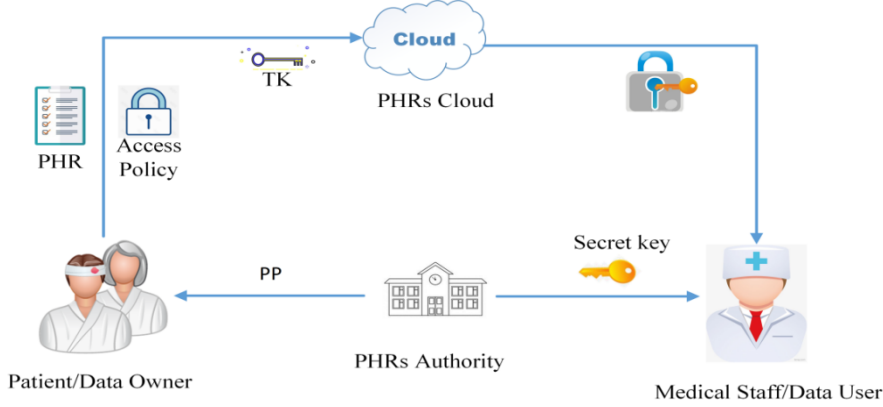 Cloud
TK
PHRs Cloud
PHR
Access
Policy
Secret key
PP
PHRs Authority
Patient/Data Owner
Medical Staff/Data User